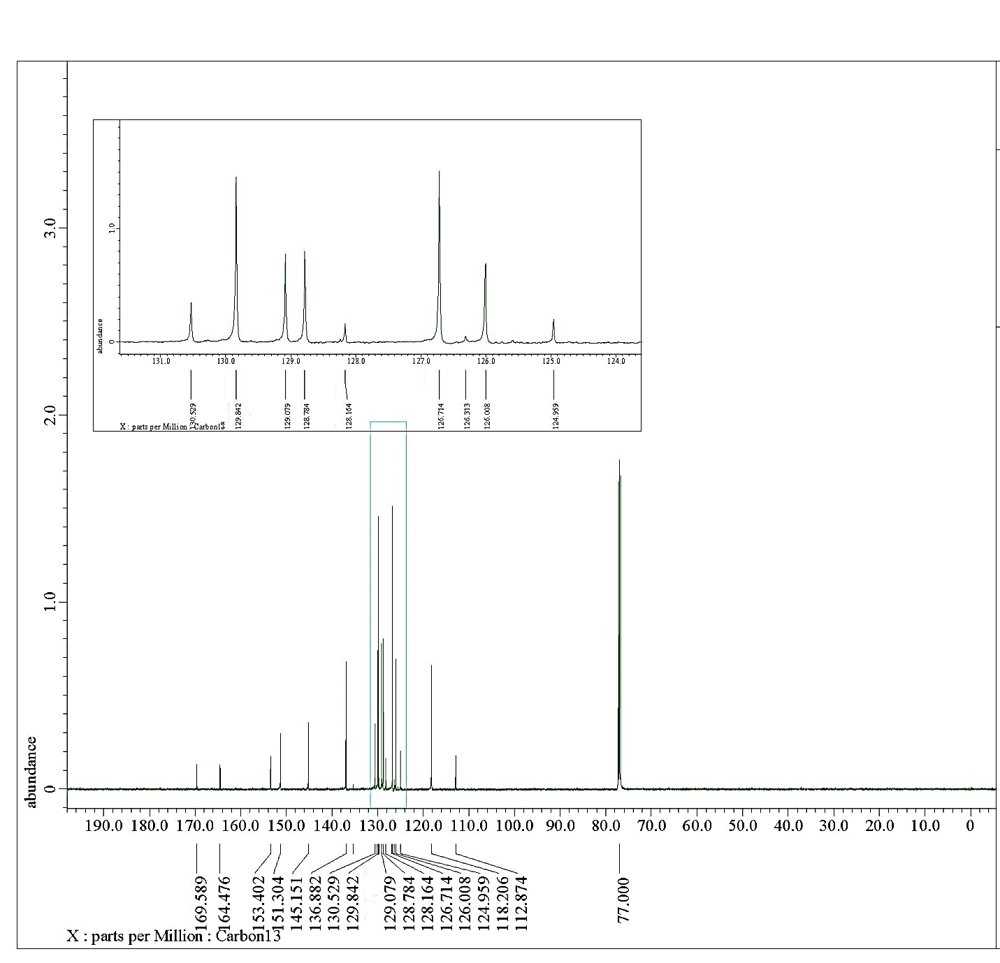 3.0
2.0
1.0
0
abundance
1.0
0
abundance
131.0 130.0 129.0 128.0 127.0 126.0 125.0 124.0
130.529 129.842 129.079 128.784 128.164 126.714 126.313 126.008 124.959
X : parts per Million : Carbon13
190.0 180.0 170.0 160.0 150.0 140.0 130.0 120.0 110.0 100.0 90.0 80.0 70.0 60.0 50.0 40.0 30.0 20.0 10.0 0
169.589 164.476 153.402 151.304 145.151 136.882 130.529 129.842 129.079 128.784 128.164 126.714 126.008 124.959 118.206 112.874 77.000
X : parts per Million : Carbon13